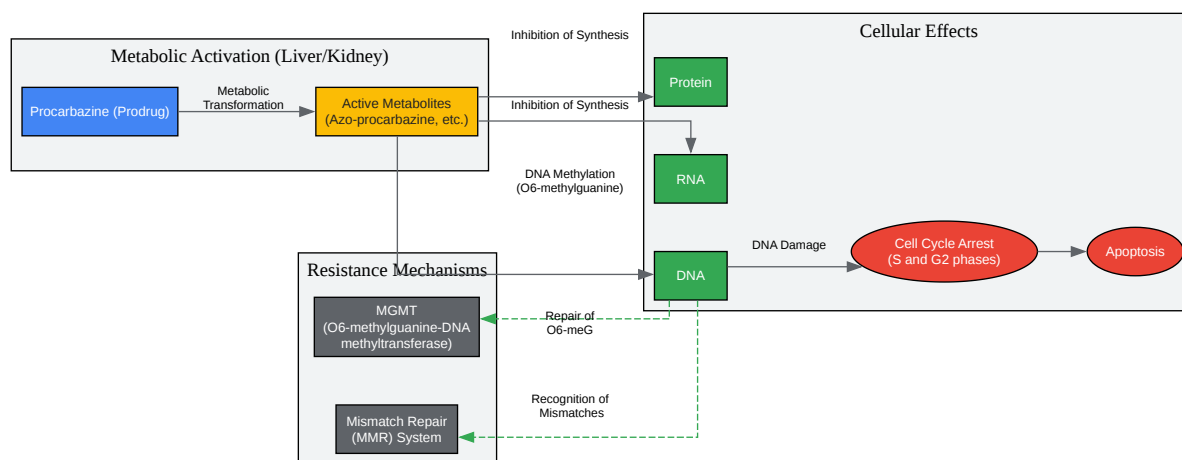 Metabolic Activation (Liver/Kidney)
Procarbazine (Prodrug)
Metabolic
Transformation
Active Metabolites
(Azo-procarbazine, etc.)
Inhibition of Synthesis
Inhibition of Synthesis
DNA Methylation
(O6-methylguanine)
Cellular Effects
Protein
RNA
DNA
DNA Damage
Cell Cycle Arrest
(S and G2 phases)
Apoptosis
Resistance Mechanisms
MGMT
(O6-methylguanine-DNA
methyltransferase)
Repair of
O6-meG
Mismatch Repair
(MMR) System
Recognition of
Mismatches